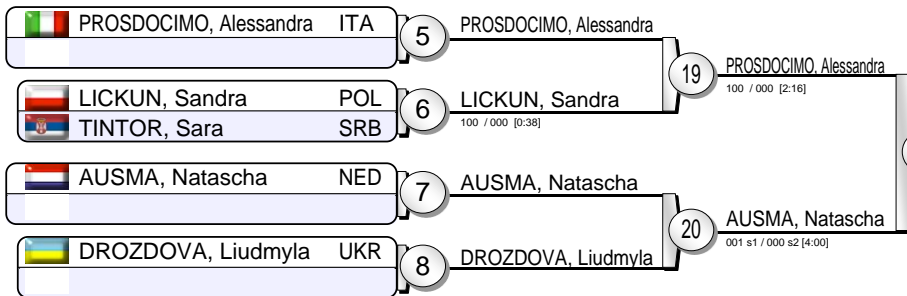 PROSDOCIMO, Alessandra ITA
5
PROSDOCIMO, Alessandra
19
PROSDOCIMO, Alessandra
100 / 000 [2:16]
LICKUN, Sandra POL
TINTOR, Sara SRB
6
LICKUN, Sandra
100 / 000 [0:38]
AUSMA, Natascha NED
7
AUSMA, Natascha
20
AUSMA, Natascha
001 s1 / 000 s2 [4:00]
DROZDOVA, Liudmyla UKR
8
DROZDOVA, Liudmyla